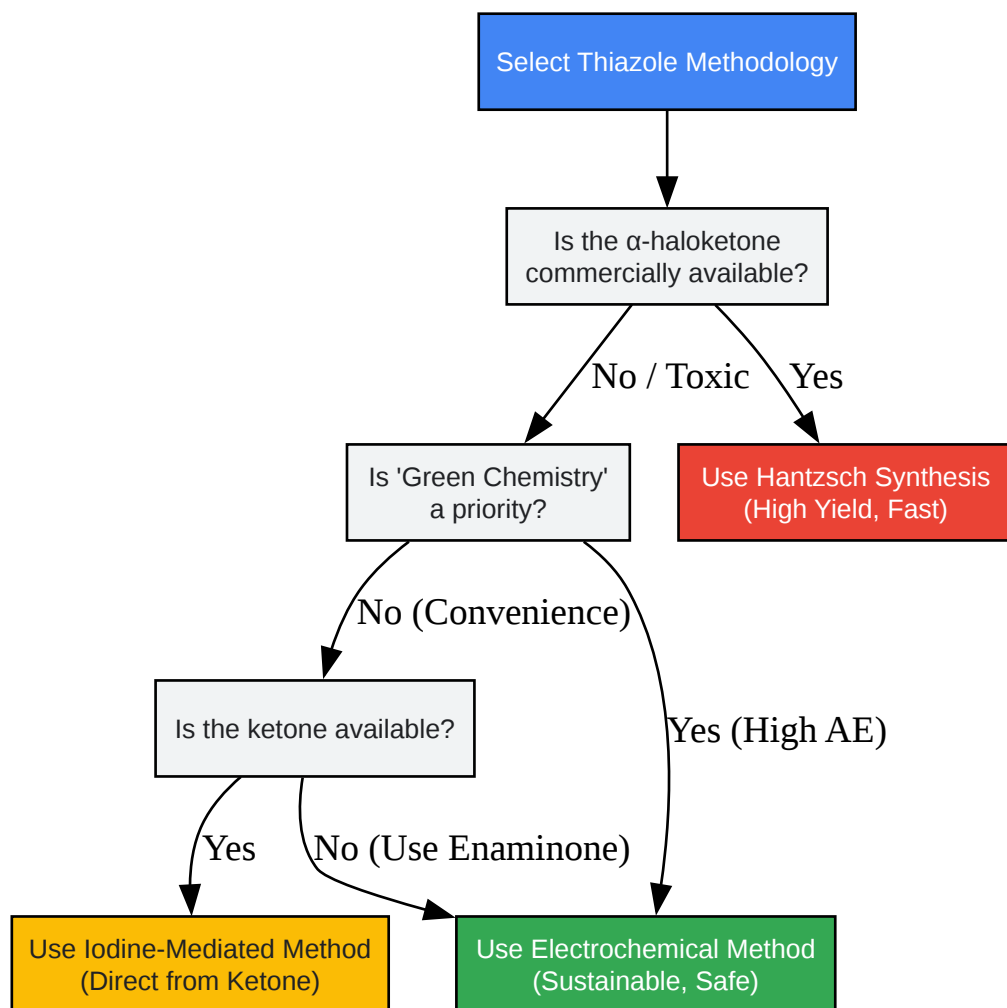 Select Thiazole Methodology
Is the α-haloketone
commercially available?
No / Toxic
Yes
Is 'Green Chemistry'
a priority?
Use Hantzsch Synthesis
(High Yield, Fast)
No (Convenience)
Is the ketone available?
Yes (High AE)
Yes
No (Use Enaminone)
Use Iodine-Mediated Method
(Direct from Ketone)
Use Electrochemical Method
(Sustainable, Safe)